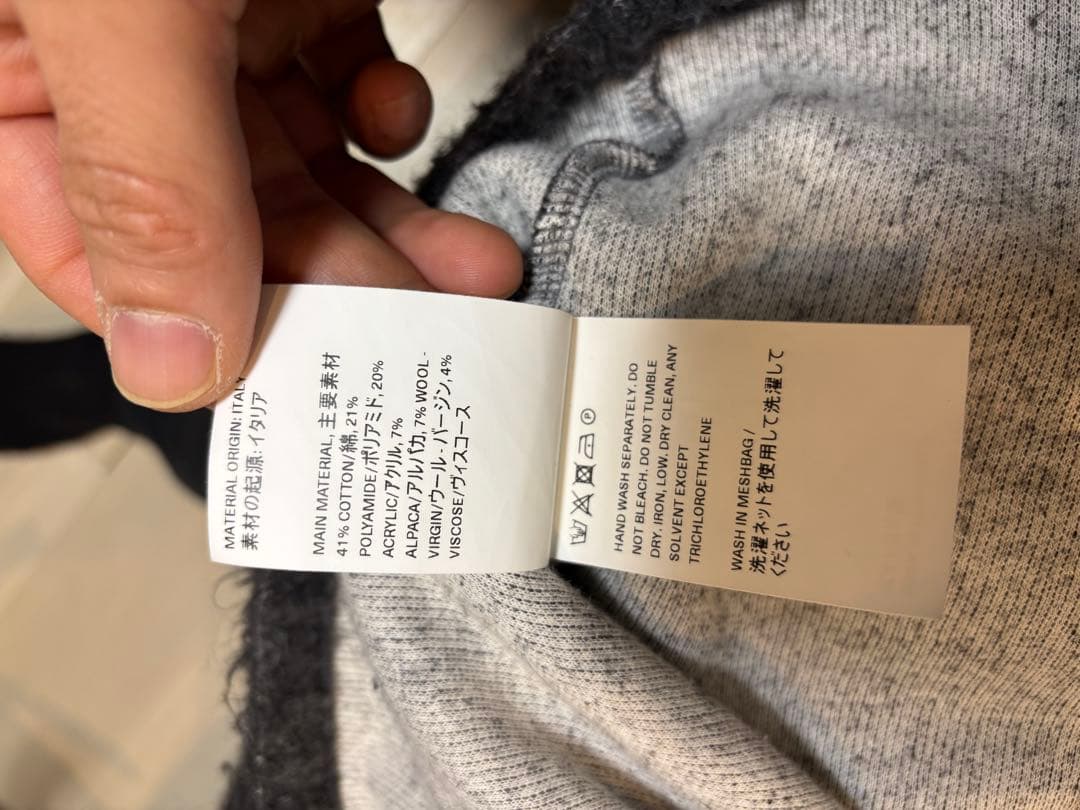 MATERIAL ORIGIN: ITALY
素材の起源: イタリア
MAIN MATERIAL, 主要素材
41% COTTON/綿, 21%
POLYAMIDE/ポリアミド, 20%
ACRYLIC/アクリル, 7%
ALPACA/アルパカ, 7% WOOL -
VIRGIN/ウール - バージン, 4%
VISCOSE/ヴィスコース
P
HAND WASH SEPARATELY. DO
NOT BLEACH. DO NOT TUMBLE
DRY. IRON, LOW. DRY CLEAN, ANY
SOLVENT EXCEPT
TRICHLOROETHYLENE
WASH IN MESHBAG /
洗濯ネットを使用して洗濯して
ください